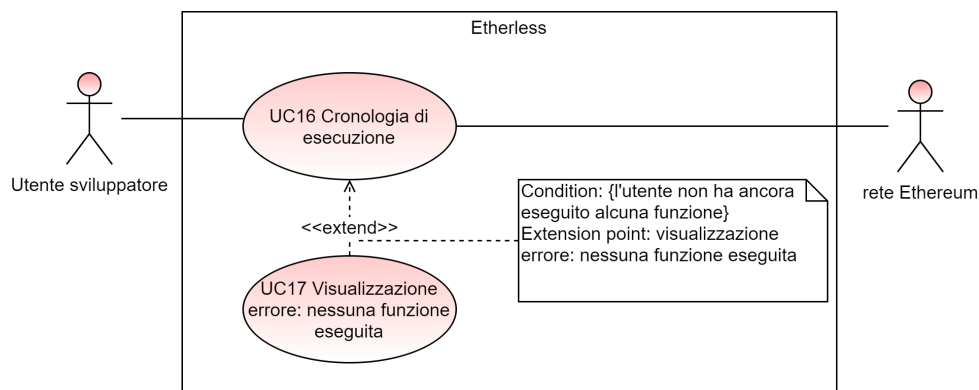 Etherless
UC16 Cronologia di
esecuzione
Utente sviluppatore
rete Ethereum
Condition: {l'utente non ha ancora
eseguito alcuna funzione}
Extension point: visualizzazione
errore: nessuna funzione eseguita
<<extend>>
UC17 Visualizzazione
errore: nessuna funzione
eseguita